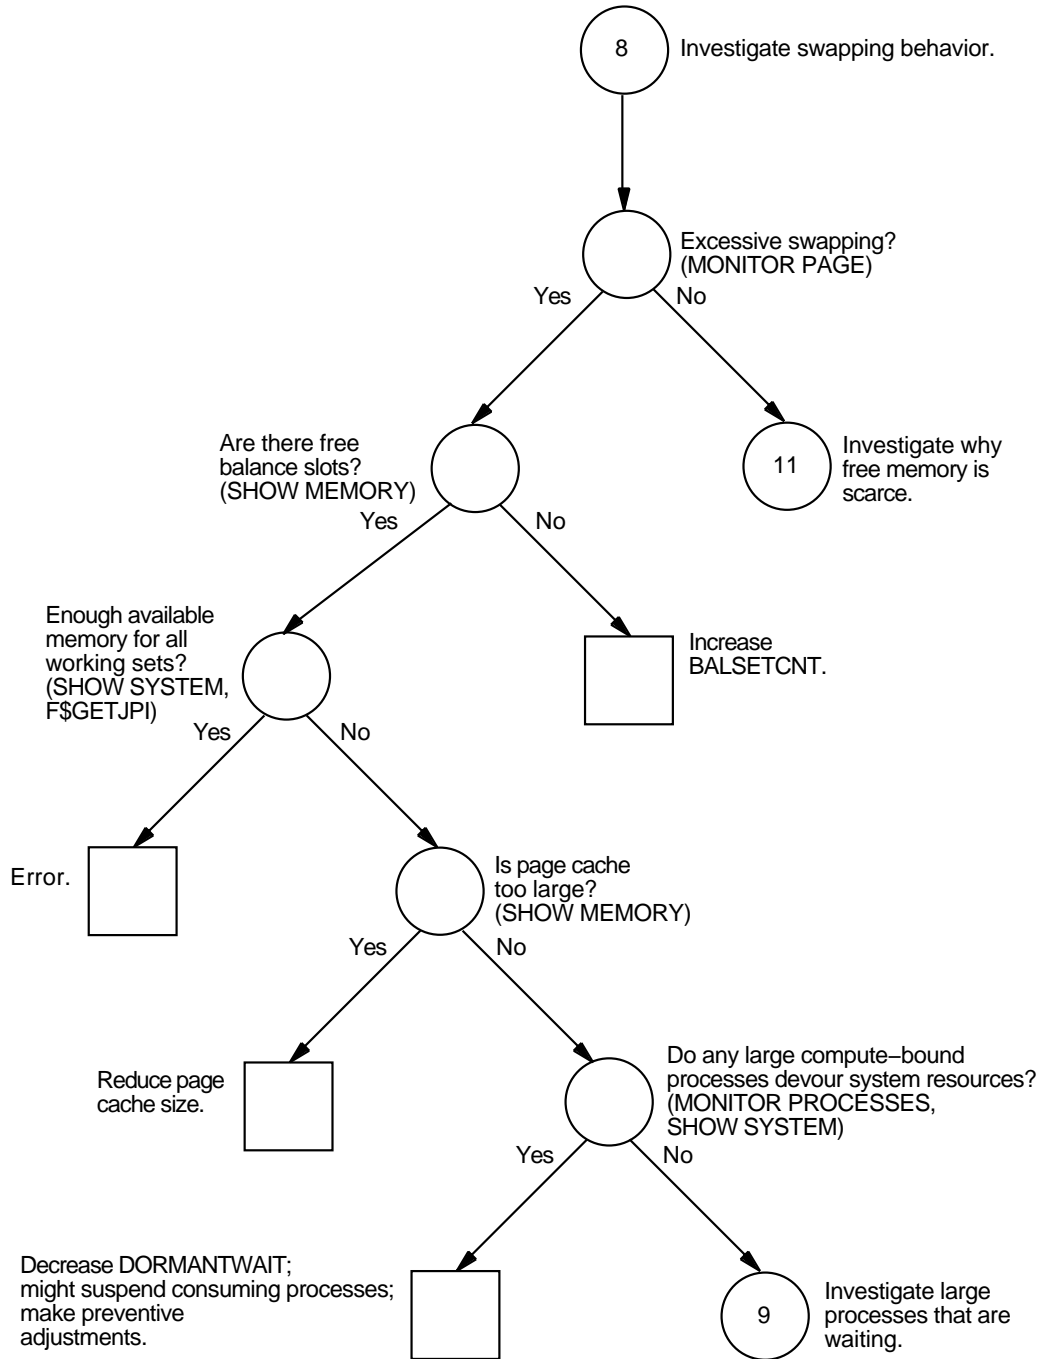 8
Investigate swapping behavior.
Excessive swapping?
(MONITOR PAGE)
Yes
No
Are there free
balance slots?
(SHOW MEMORY)
11
Investigate why
free memory is
scarce.
Yes
No
Enough available
memory for all
working sets?
(SHOW SYSTEM,
F$GETJPI)
Increase
BALSETCNT.
Yes
No
Error.
Is page cache
too large?
(SHOW MEMORY)
Yes
No
Reduce page
cache size.
Do any large compute–bound
processes devour system resources?
(MONITOR PROCESSES,
SHOW SYSTEM)
Yes
No
Decrease DORMANTWAIT;
might suspend consuming processes;
make preventive
adjustments.
9
Investigate large
processes that are
waiting.